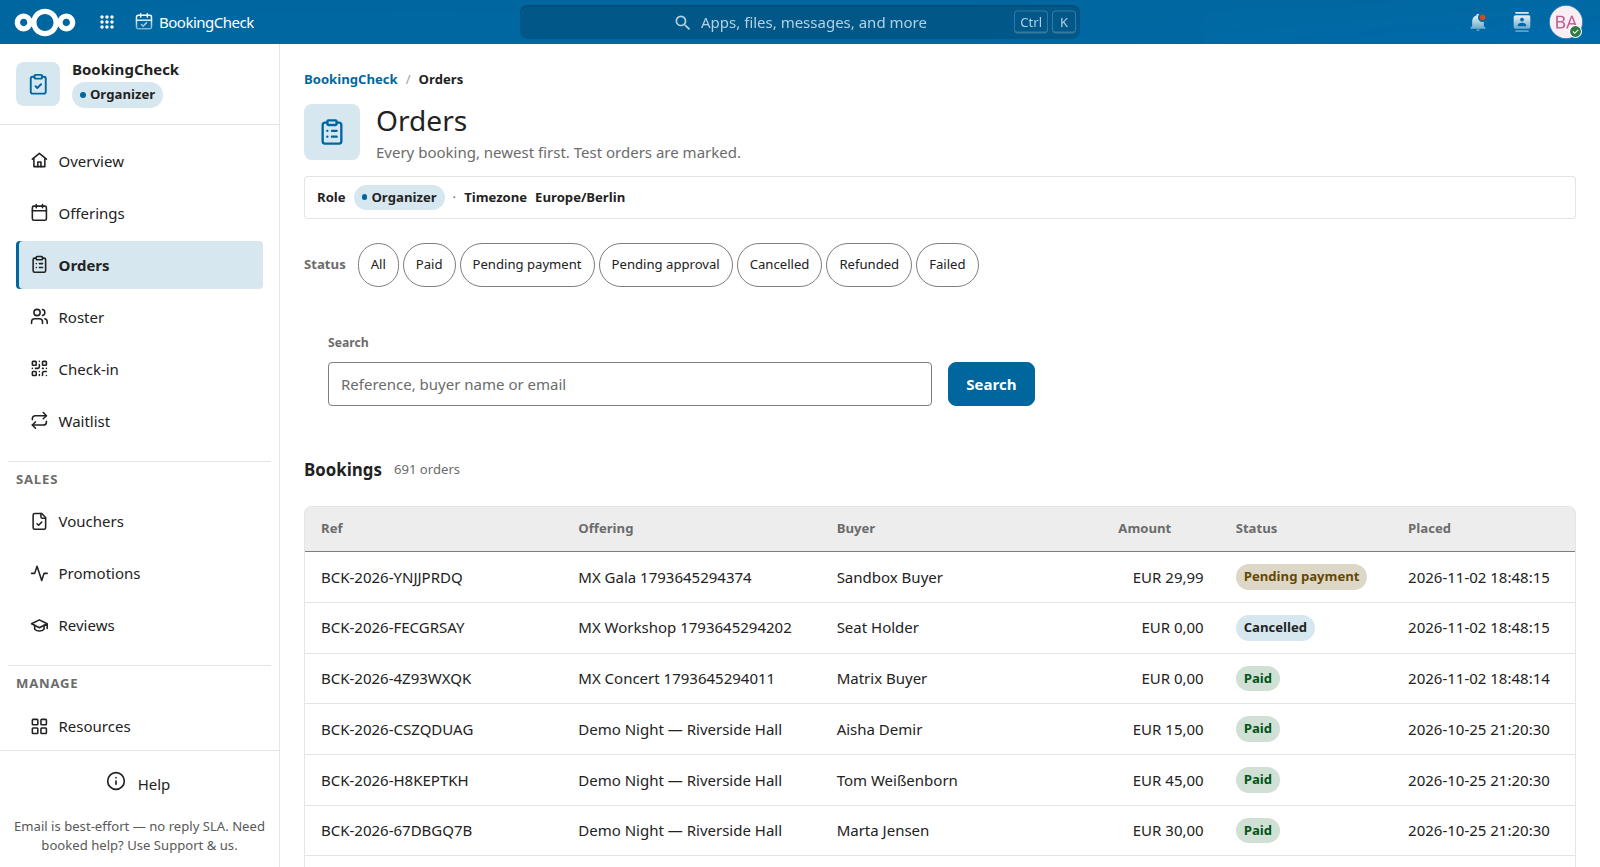 BookingCheck
Apps, files, messages, and more
Ctrl K
BA
BookingCheck
Organizer
Overview
Offerings
Orders
Roster
Check-in
Waitlist
SALES
Vouchers
Promotions
Reviews
MANAGE
Resources
Help
Email is best-effort — no reply SLA. Need
booked help? Use Support & us.
BookingCheck / Orders
Orders
Every booking, newest first. Test orders are marked.
Role Organizer · Timezone Europe/Berlin
Status All Paid Pending payment Pending approval Cancelled Refunded Failed
Search
Reference, buyer name or email
Search
Bookings 691 orders
Ref Offering Buyer Amount Status Placed
BCK-2026-YNJJPRDQ MX Gala 1793645294374 Sandbox Buyer EUR 29,99 Pending payment 2026-11-02 18:48:15
BCK-2026-FECGRSAY MX Workshop 1793645294202 Seat Holder EUR 0,00 Cancelled 2026-11-02 18:48:15
BCK-2026-4Z93WXQK MX Concert 1793645294011 Matrix Buyer EUR 0,00 Paid 2026-11-02 18:48:14
BCK-2026-CSZQDUAG Demo Night — Riverside Hall Aisha Demir EUR 15,00 Paid 2026-10-25 21:20:30
BCK-2026-H8KEPTKH Demo Night — Riverside Hall Tom Weißenborn EUR 45,00 Paid 2026-10-25 21:20:30
BCK-2026-67DBGQ7B Demo Night — Riverside Hall Marta Jensen EUR 30,00 Paid 2026-10-25 21:20:30